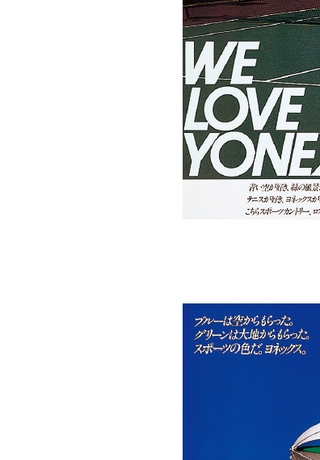 WE
LOVE
YONEX
青い空が好き、緑の風景
テニスが好き、ヨネックスが
こちらスポーツカントリー、ロス
ブルーは空からもらった。
グリーンは大地からもらった。
スポーツの色だ。ヨネックス。